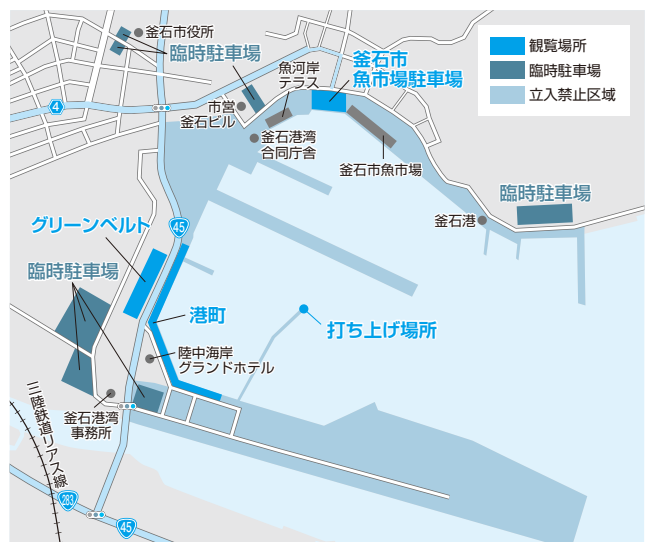 釜石市役所
臨時駐車場
釜石市
魚市場駐車場
魚河岸
テラス
観覧場所
臨時駐車場
立入禁止区域
4
市営
釜石ビル
釜石港湾
合同庁舎
釜石市魚市場
臨時駐車場
釜石港
グリーンベルト
45
臨時駐車場
港町
打ち上げ場所
陸中海岸
グランドホテル
釜石港湾
事務所
三陸鉄道リアス線
283
45